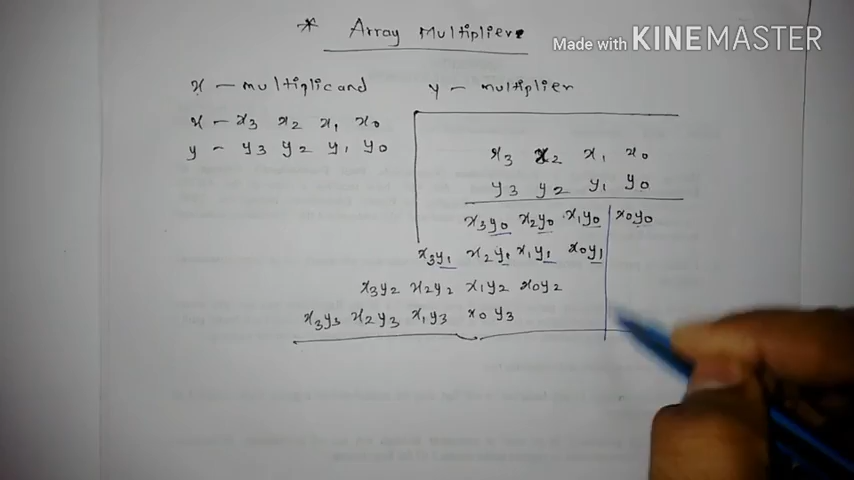 * Array Multiplier
Made with KINEMASTER
x - multiplicand y - multiplier
x - x3 x2 x1 x0
y - y3 y2 y1 y0
x3 x2 x1 x0
y3 y2 y1 y0
x3y0 x2y0 x1y0 x0y0
x3y1 x2y1 x1y1 x0y1
x3y2 x2y2 x1y2 x0y2
x3y3 x2y3 x1y3 x0y3